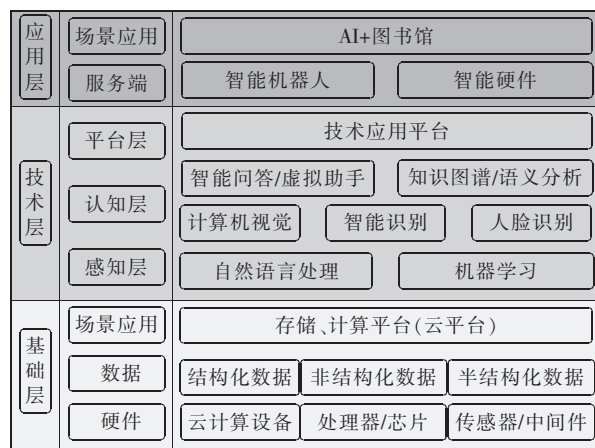 应用层
场景应用 AI+图书馆
服务端 智能机器人 智能硬件
技术层
平台层 技术应用平台
智能问答/虚拟助手 知识图谱/语义分析
认知层 计算机视觉 智能识别 人脸识别
感知层 自然语言处理 机器学习
基础层
场景应用 存储、计算平台(云平台)
数据 结构化数据 非结构化数据 半结构化数据
硬件 云计算设备 处理器/芯片 传感器/中间件